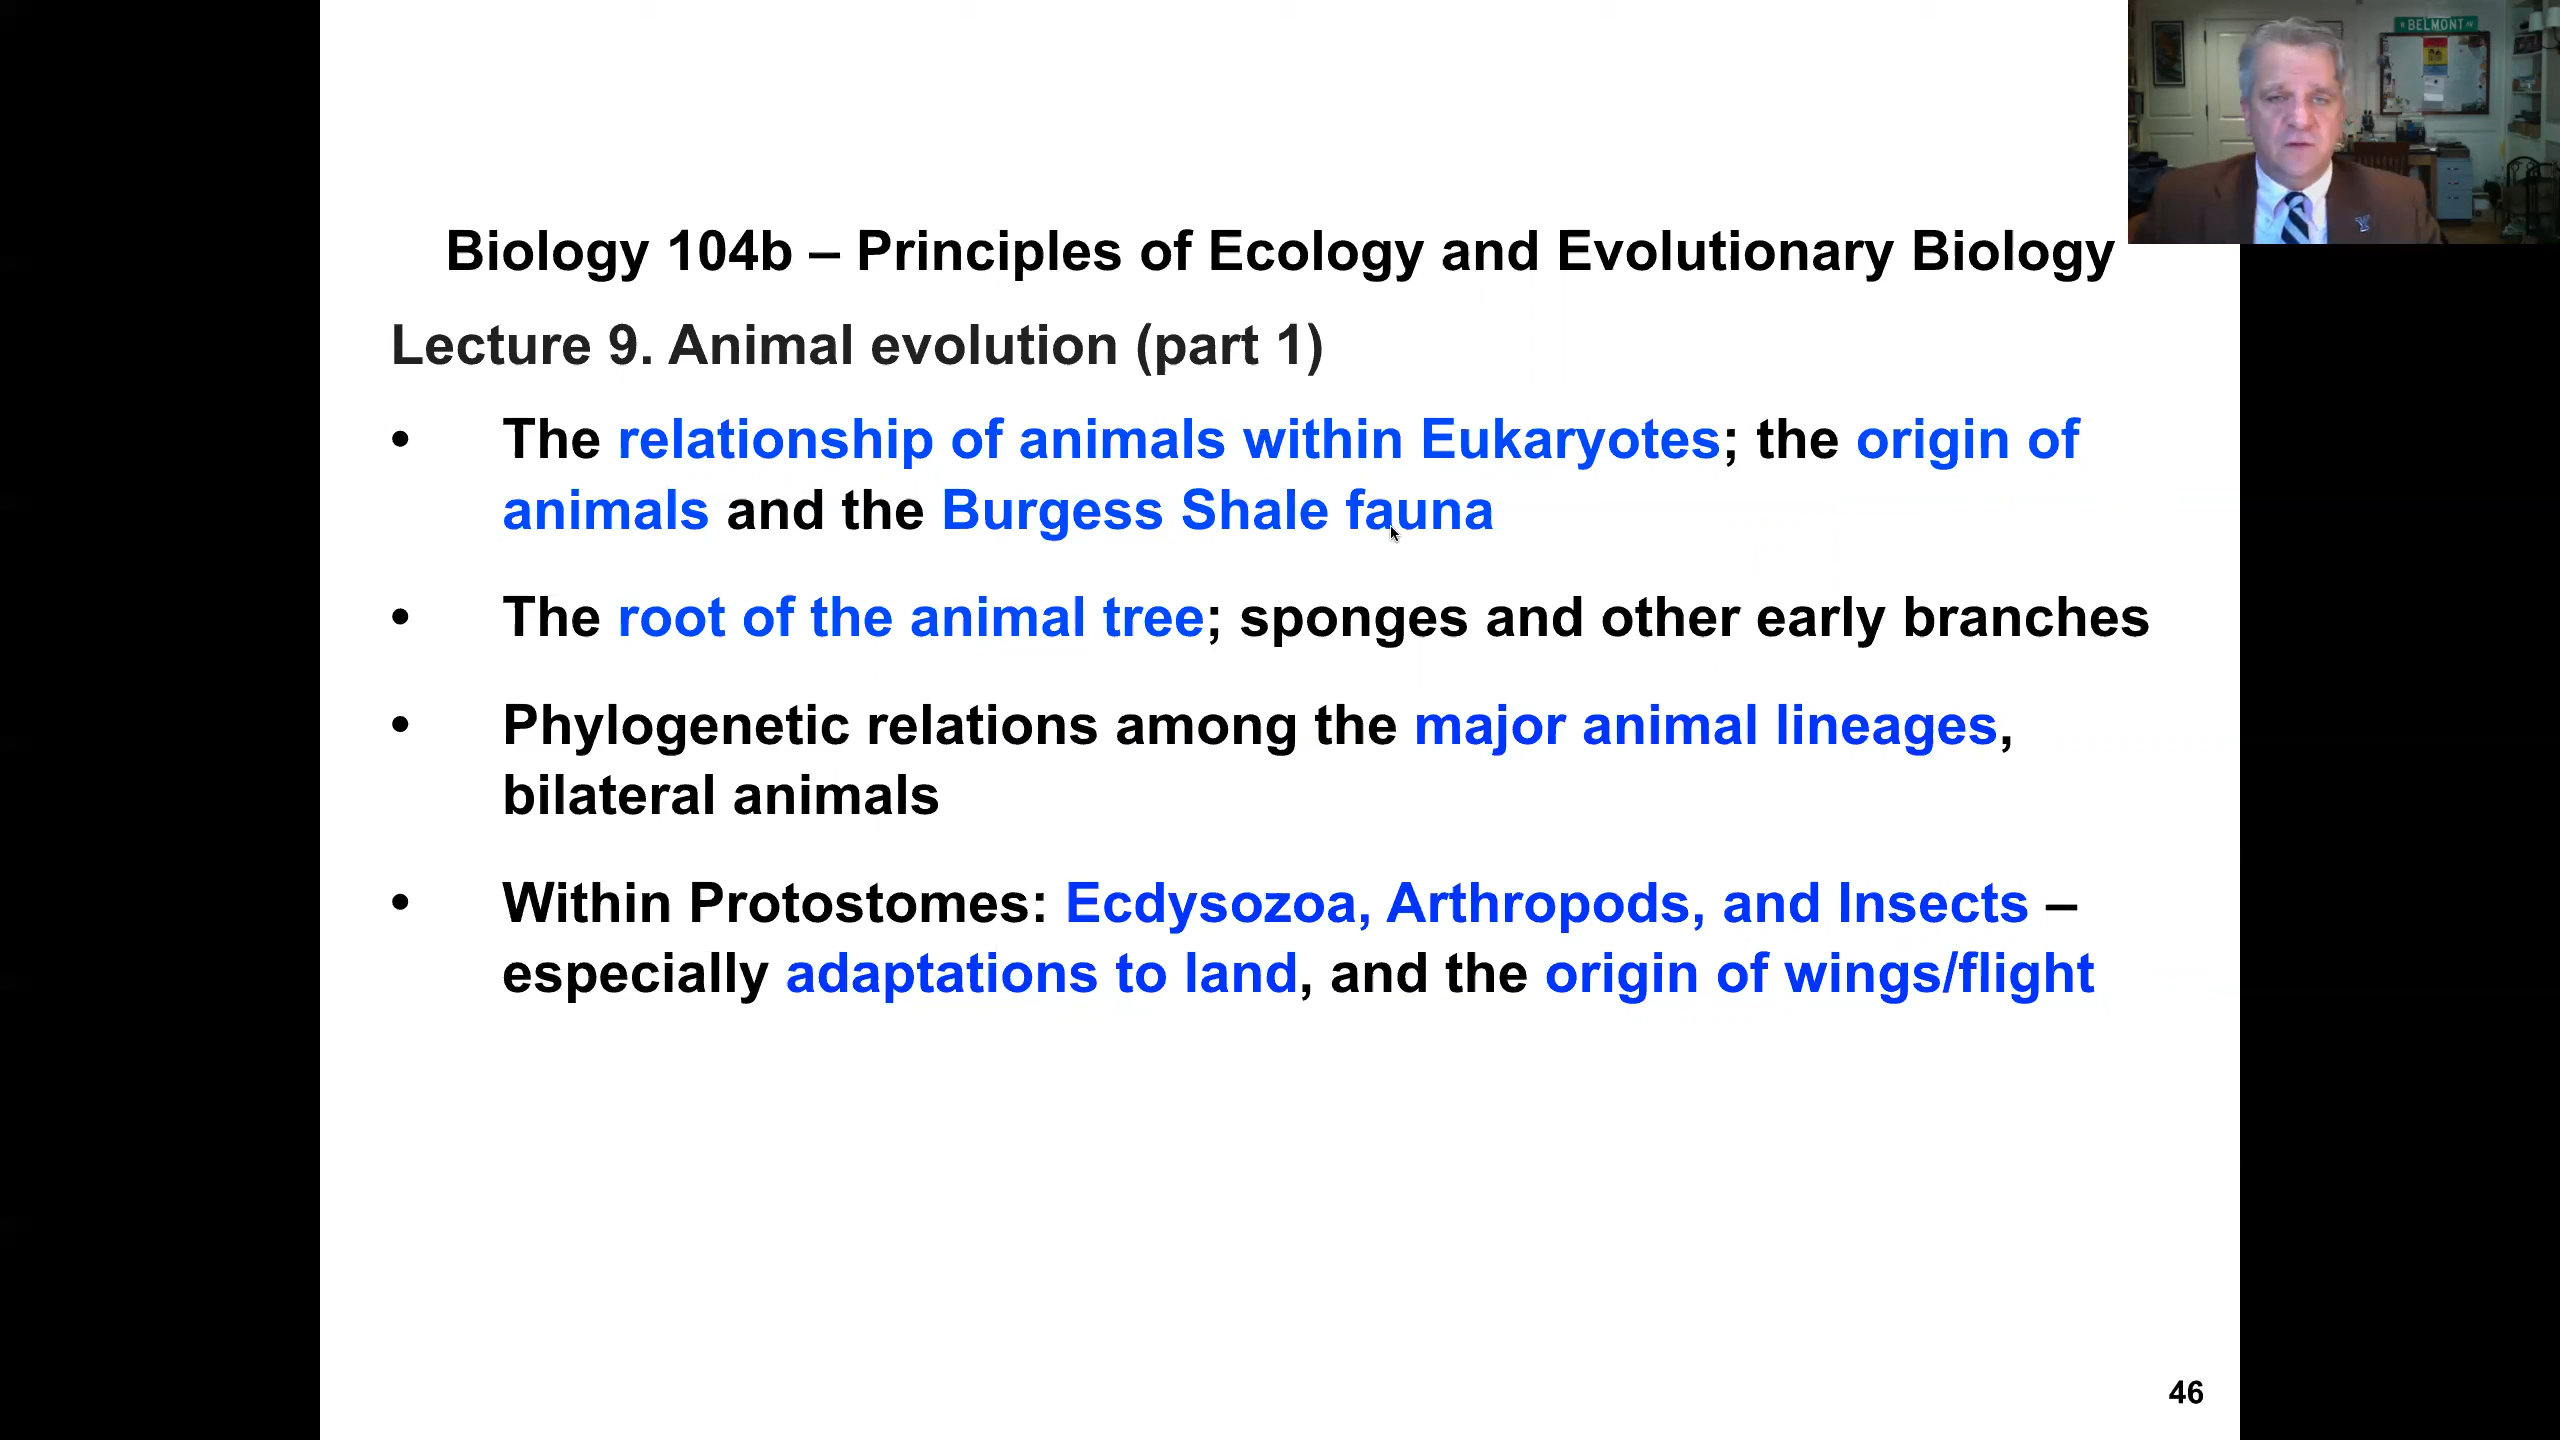 BELMONT AV
Biology 104b – Principles of Ecology and Evolutionary Biology
Lecture 9. Animal evolution (part 1)
• The relationship of animals within Eukaryotes; the origin of
animals and the Burgess Shale fauna
• The root of the animal tree; sponges and other early branches
• Phylogenetic relations among the major animal lineages,
bilateral animals
• Within Protostomes: Ecdysozoa, Arthropods, and Insects –
especially adaptations to land, and the origin of wings/flight
46